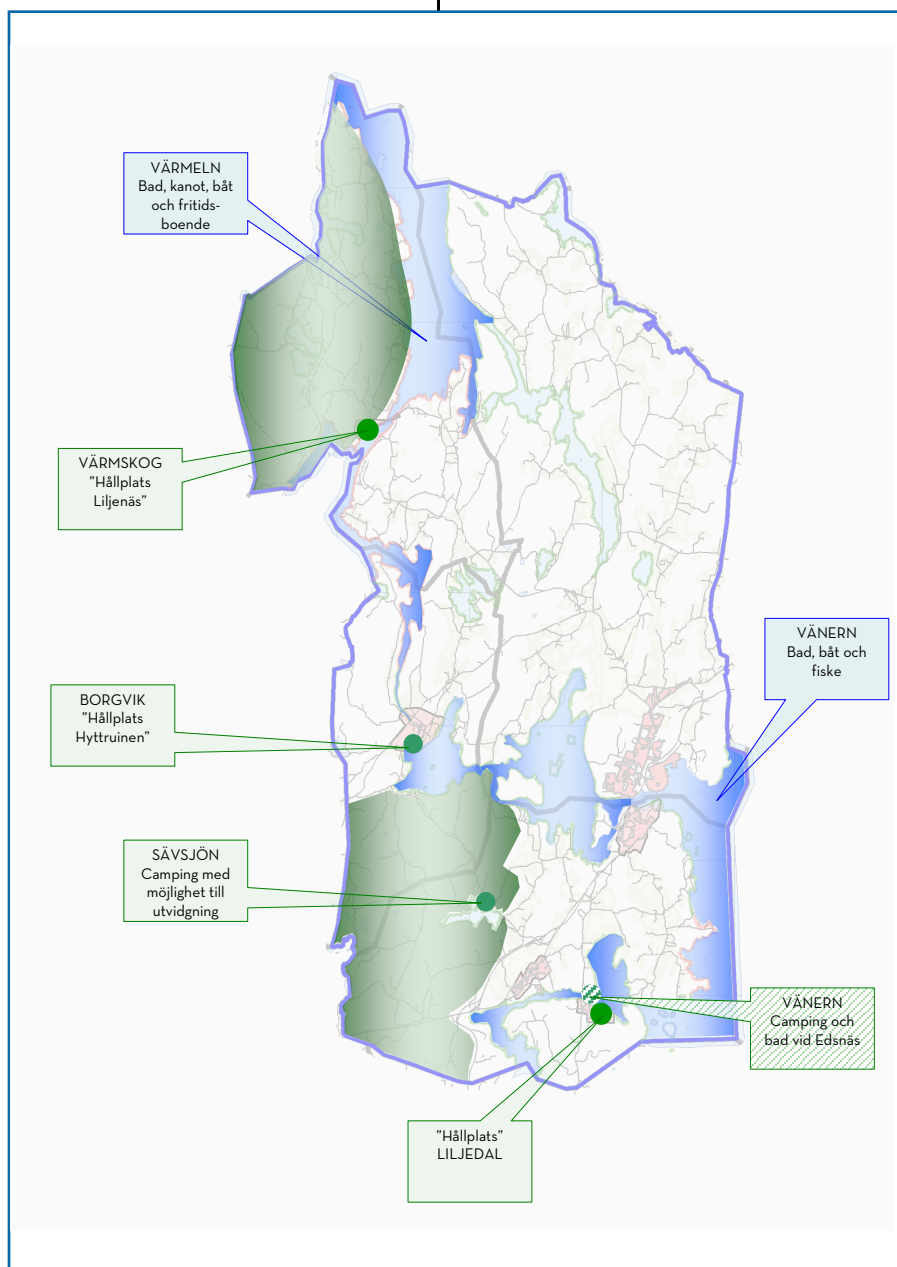 VÄRMELN
Bad, kanot, båt
och fritids-
boende
VÄRMSKOG
”Hållplats
Liljenäs”
VÄNERN
Bad, båt och
fiske
BORGVIK
”Hållplats
Hyttruinen”
SÄVSJÖN
Camping med
möjlighet till
utvidgning
VÄNERN
Camping och
bad vid Edsnäs
”Hållplats”
LILJEDAL